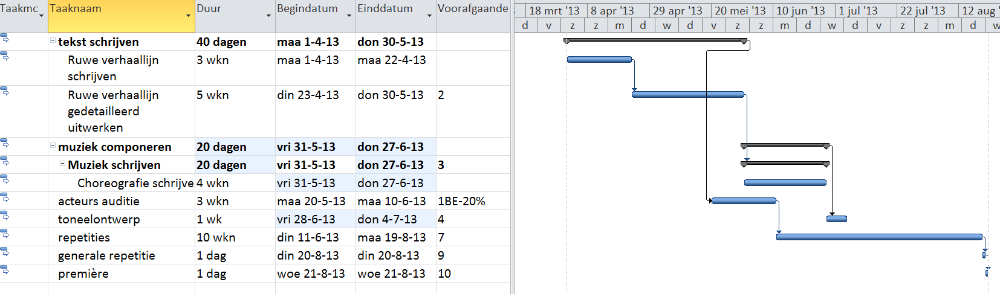 Taakmc Taaknaam Duur Begindatum Einddatum Voorafgaande
18 mrt '13 8 apr '13 29 apr '13 20 mei '13 10 jun '13 1 jul '13 22 jul '13 12 aug '
d v z z m d w d v z z m d w v z z m d w
tekst schrijven 40 dagen maa 1-4-13 don 30-5-13
Ruwe verhaallijn 3 wkn maa 1-4-13 maa 22-4-13
schrijven
Ruwe verhaallijn 5 wkn din 23-4-13 don 30-5-13 2
gedetailleerd
uitwerken
muziek componeren 20 dagen vri 31-5-13 don 27-6-13
Muziek schrijven 20 dagen vri 31-5-13 don 27-6-13 3
Choreografie schrijve 4 wkn vri 31-5-13 don 27-6-13
acteurs auditie 3 wkn maa 20-5-13 maa 10-6-13 1BE-20%
toneelontwerp 1 wk vri 28-6-13 don 4-7-13 4
repetities 10 wkn din 11-6-13 maa 19-8-13 7
generale repetitie 1 dag din 20-8-13 din 20-8-13 9
première 1 dag woe 21-8-13 woe 21-8-13 10